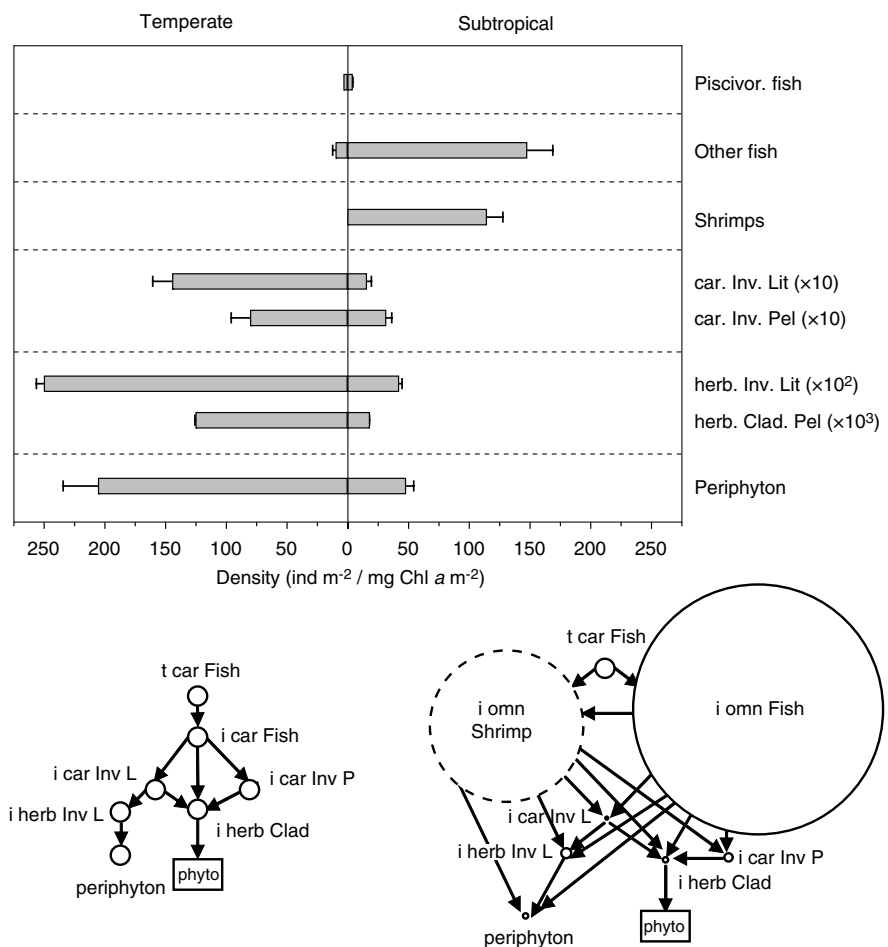 Temperate Subtropical
Piscivor. fish
Other fish
Shrimps
car. Inv. Lit (×10)
car. Inv. Pel (×10)
herb. Inv. Lit (×10²)
herb. Clad. Pel (×10³)
Periphyton
250 200 150 100 50 0 50 100 150 200 250
Density (ind m⁻² / mg Chl a m⁻²)
t car Fish
i car Fish
i car Inv L
i car Inv P
i herb Inv L
i herb Clad
periphyton
phyto
t car Fish
i omn
Shrimp
i omn Fish
i car Inv L
i herb Inv L
i car Inv P
i herb Clad
periphyton
phyto